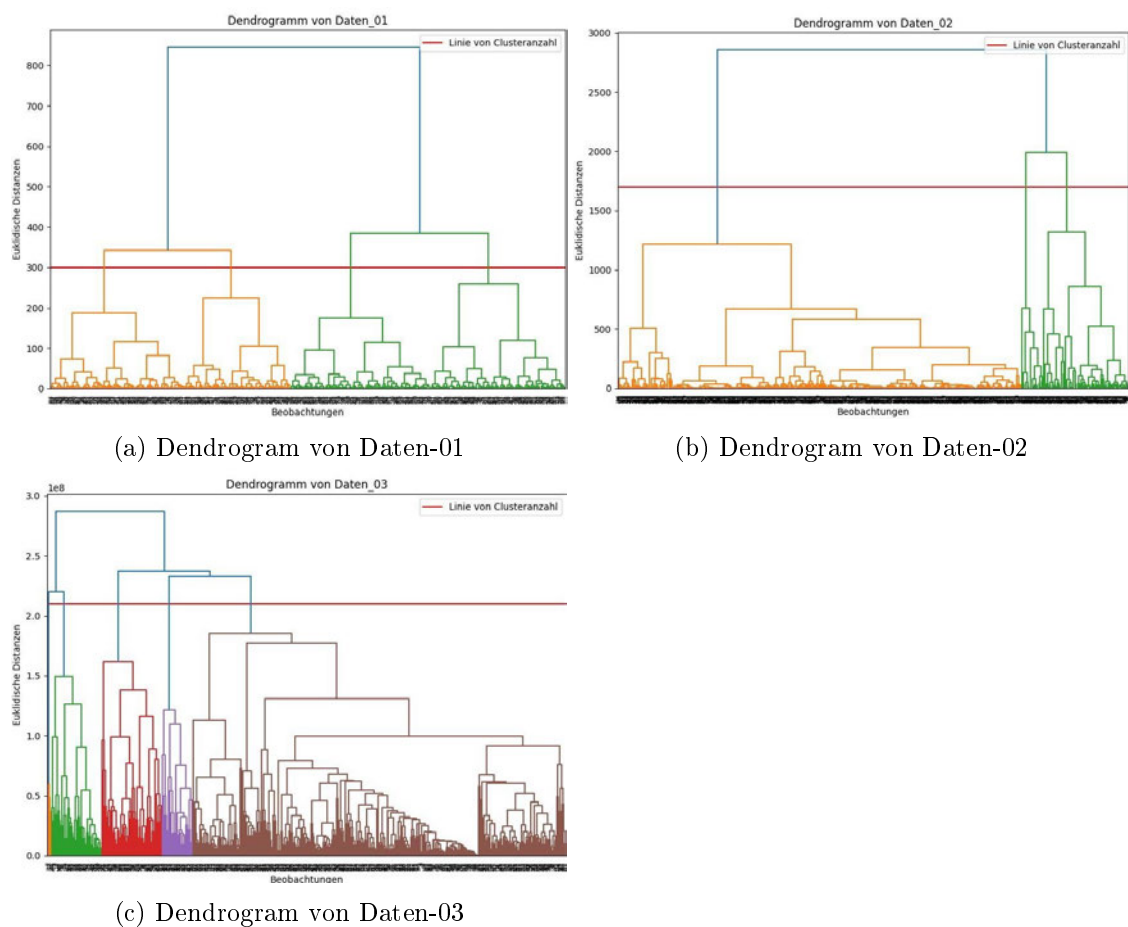 Dendrogramm von Daten_01
Linie von Clusteranzahl
800
700
600
500
400
300
200
100
0
Euklidische Distanzen
Beobachtungen
(a) Dendrogram von Daten-01
Dendrogramm von Daten_02
Linie von Clusteranzahl
3000
2500
2000
1500
1000
500
0
Euklidische Distanzen
Beobachtungen
(b) Dendrogram von Daten-02
Dendrogramm von Daten_03
1e8
Linie von Clusteranzahl
3.0
2.5
2.0
1.5
1.0
0.5
0.0
Euklidische Distanzen
Beobachtungen
(c) Dendrogram von Daten-03